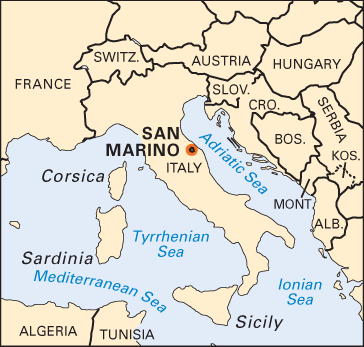 SWITZ.
AUSTRIA
HUNGARY
FRANCE
SLOV.
CRO.
SERBIA
SAN
MARINO
ITALY
Adriatic Sea
BOS.
KOS.
Corsica
MONT.
ALB.
Tyrrhenian
Sea
Sardinia
Mediterranean Sea
Ionian
Sea
Sicily
ALGERIA
TUNISIA